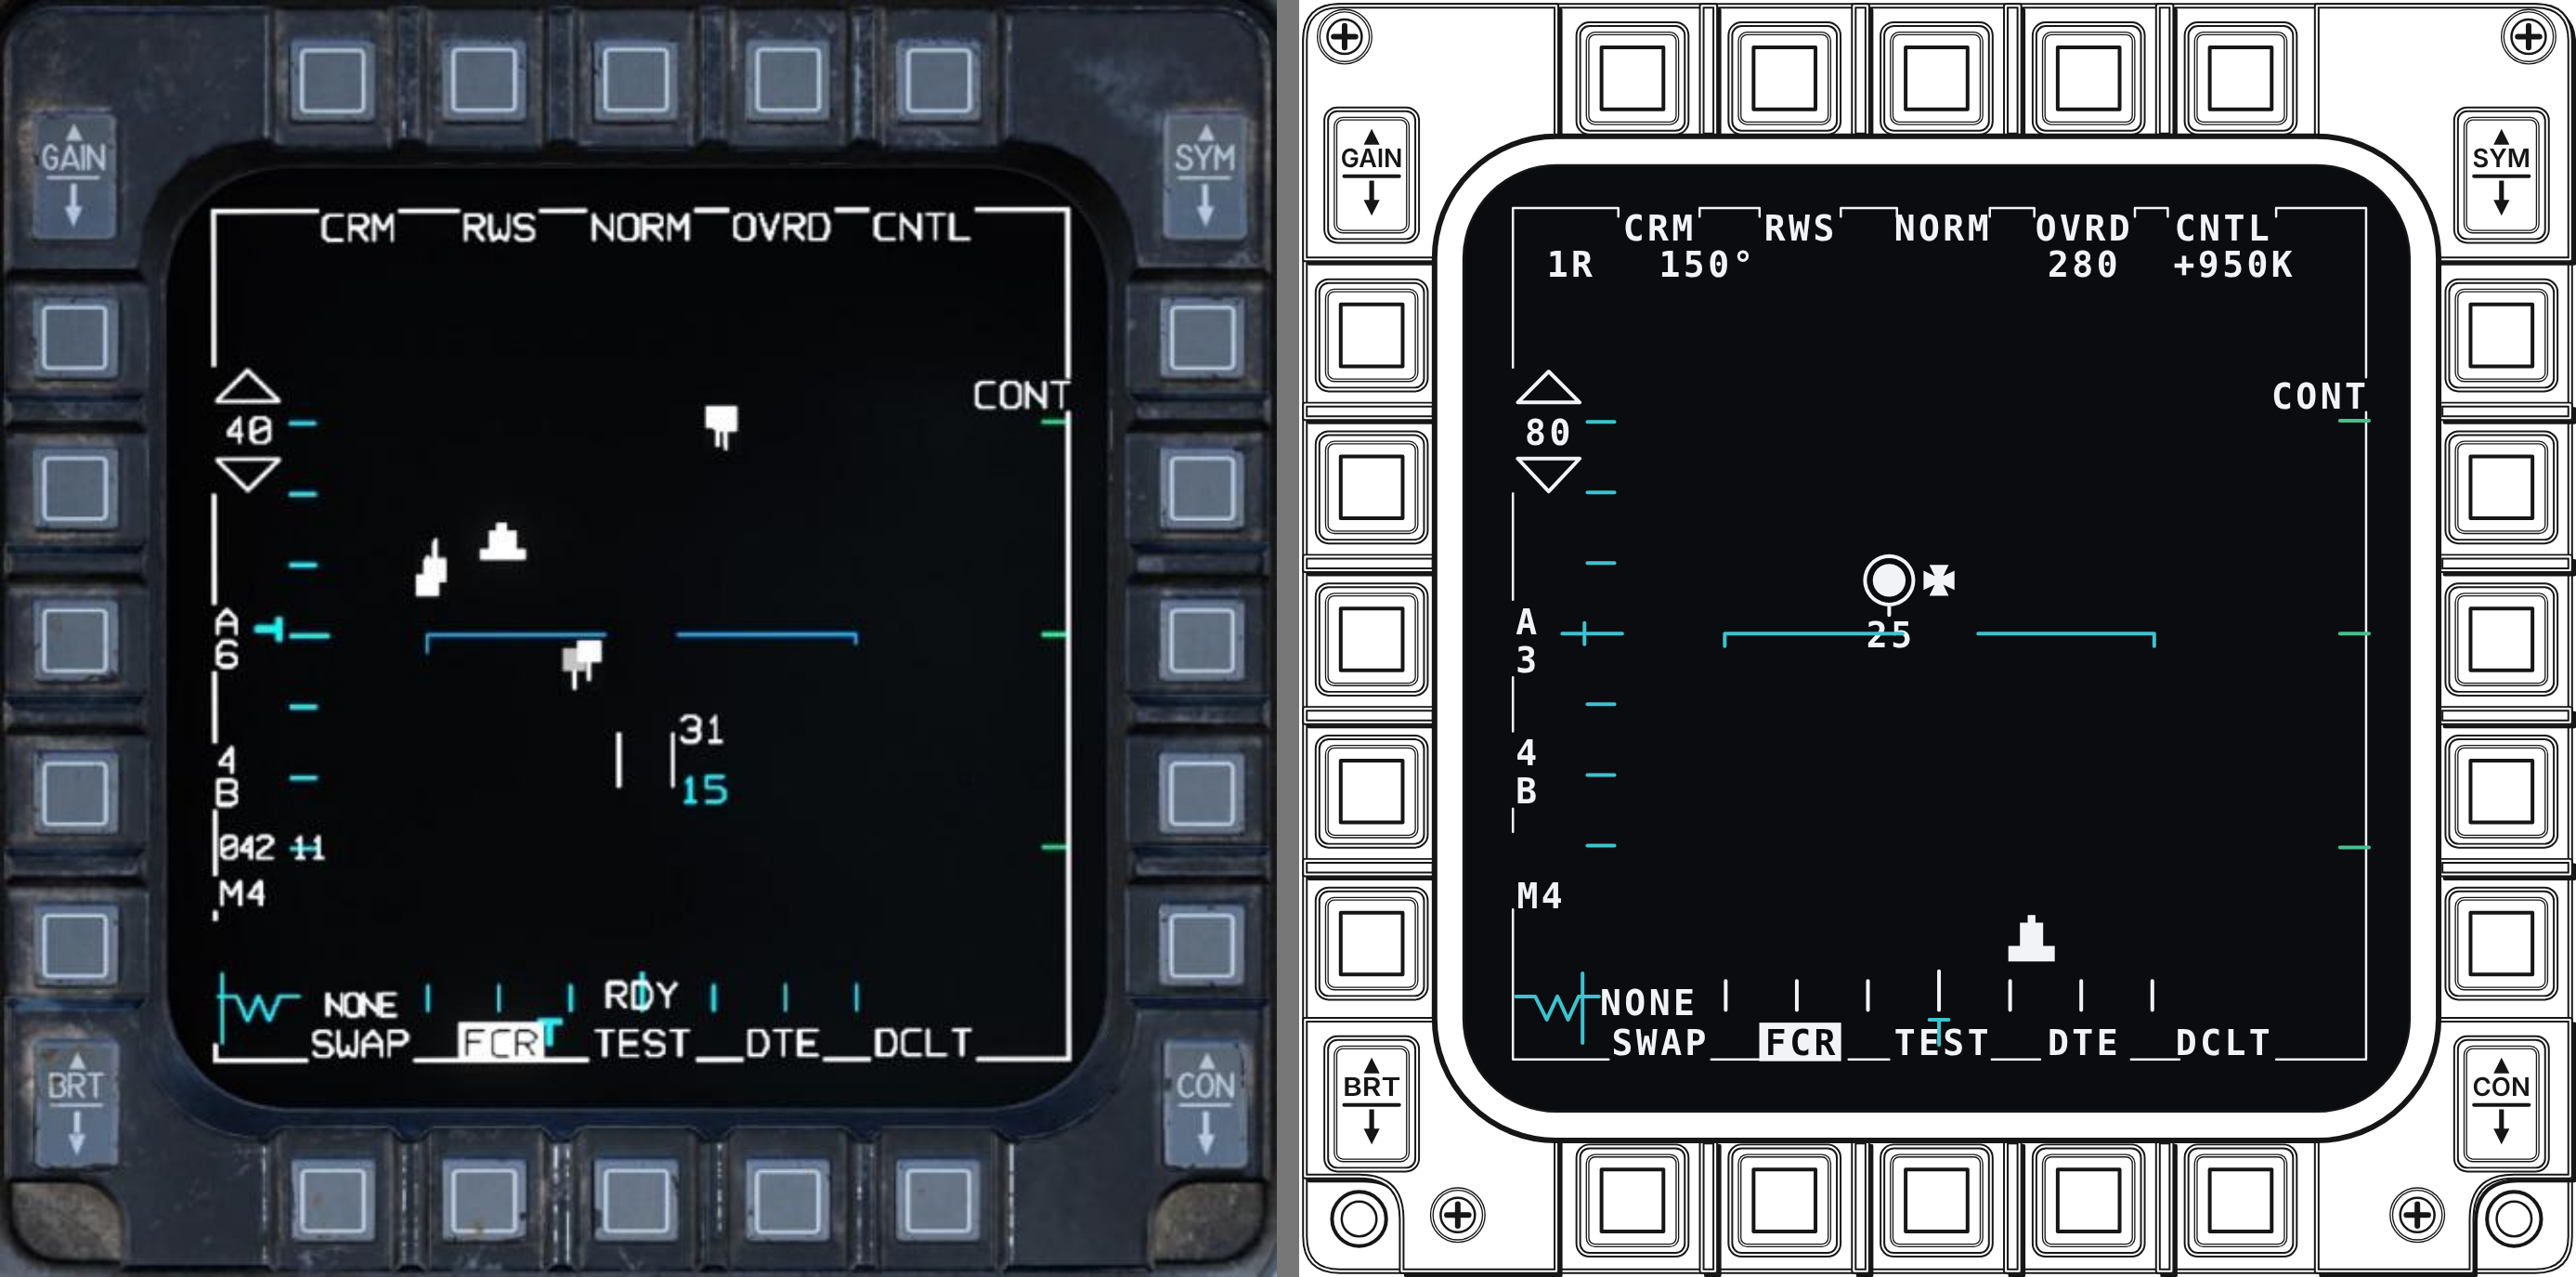 GAIN
SYM
CRM RWS NORM OVRD CNTL
CONT
40
A
6
31
4
B
15
042 11
M4
RDY
NONE
SWAP FCR TEST DTE DCLT
T
BRT
CON
GAIN
SYM
CRM RWS NORM OVRD CNTL
1R 150° 280 +950K
CONT
80
A
3
25
4
B
M4
NONE
SWAP FCR TEST DTE DCLT
BRT
CON